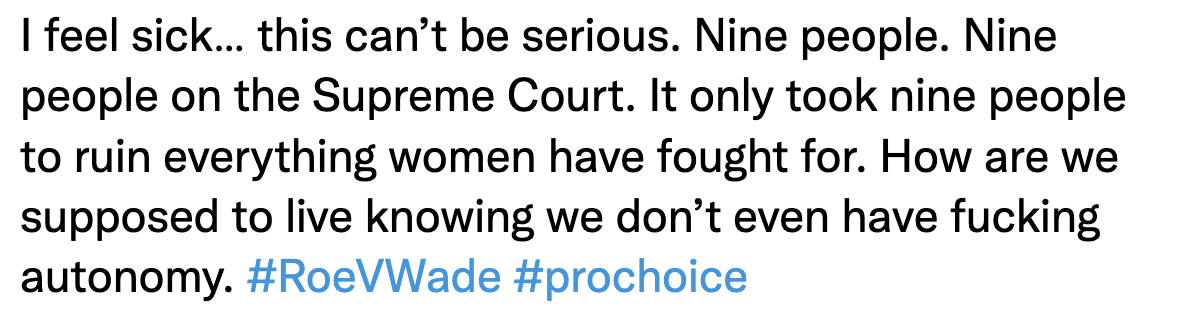 I feel sick... this can’t be serious. Nine people. Nine
people on the Supreme Court. It only took nine people
to ruin everything women have fought for. How are we
supposed to live knowing we don’t even have fucking
autonomy. #RoeVWade #prochoice